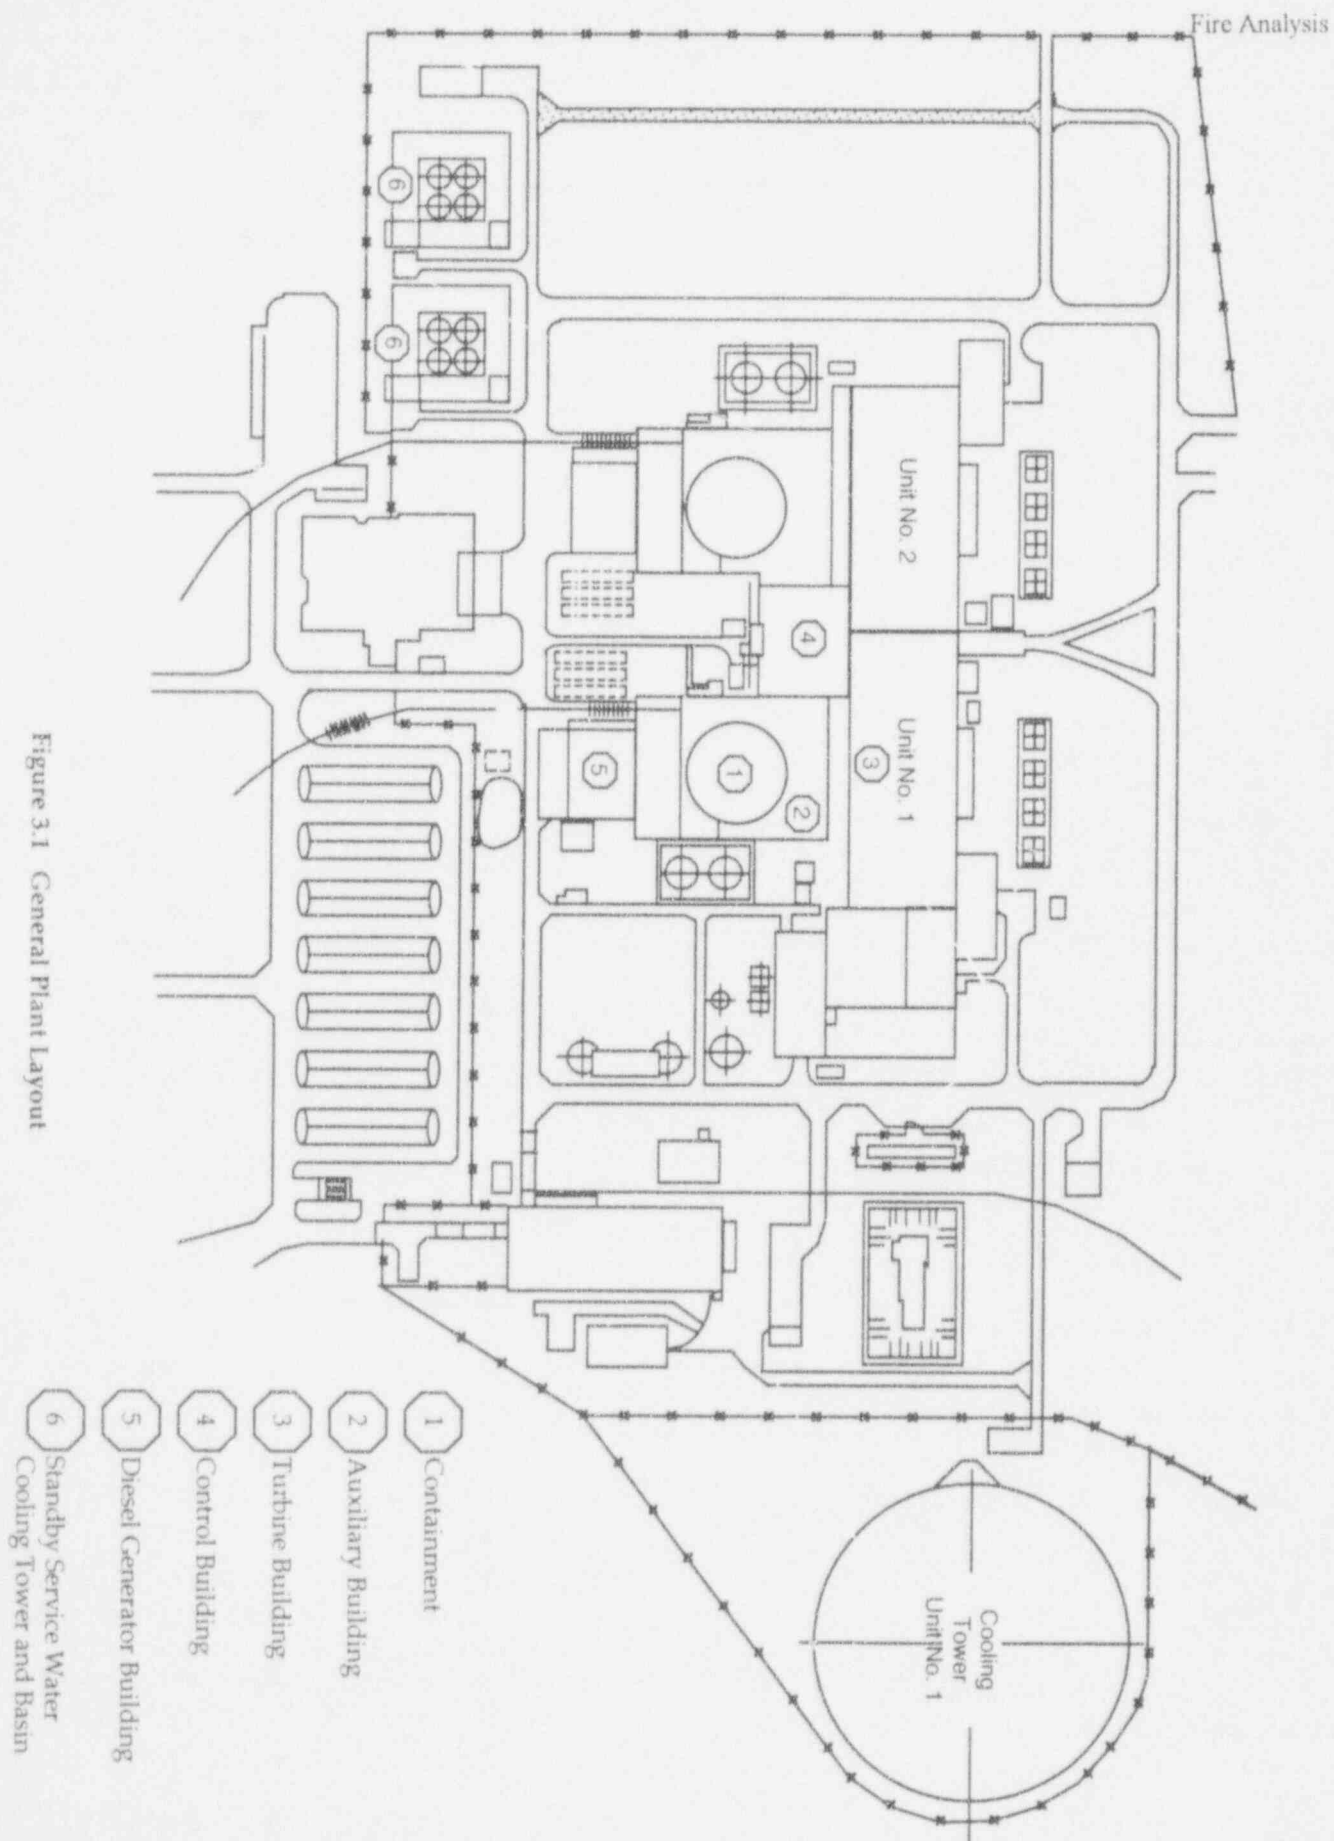 Fire Analysis
6
6
Unit No. 2
4
Unit No. 1
3
5
1
2
Cooling
Tower
Unit No. 1
1 Containment
2 Auxiliary Building
3 Turbine Building
4 Control Building
5 Diesel Generator Building
6 Standby Service Water
Cooling Tower and Basin
Figure 3.1 General Plant Layout